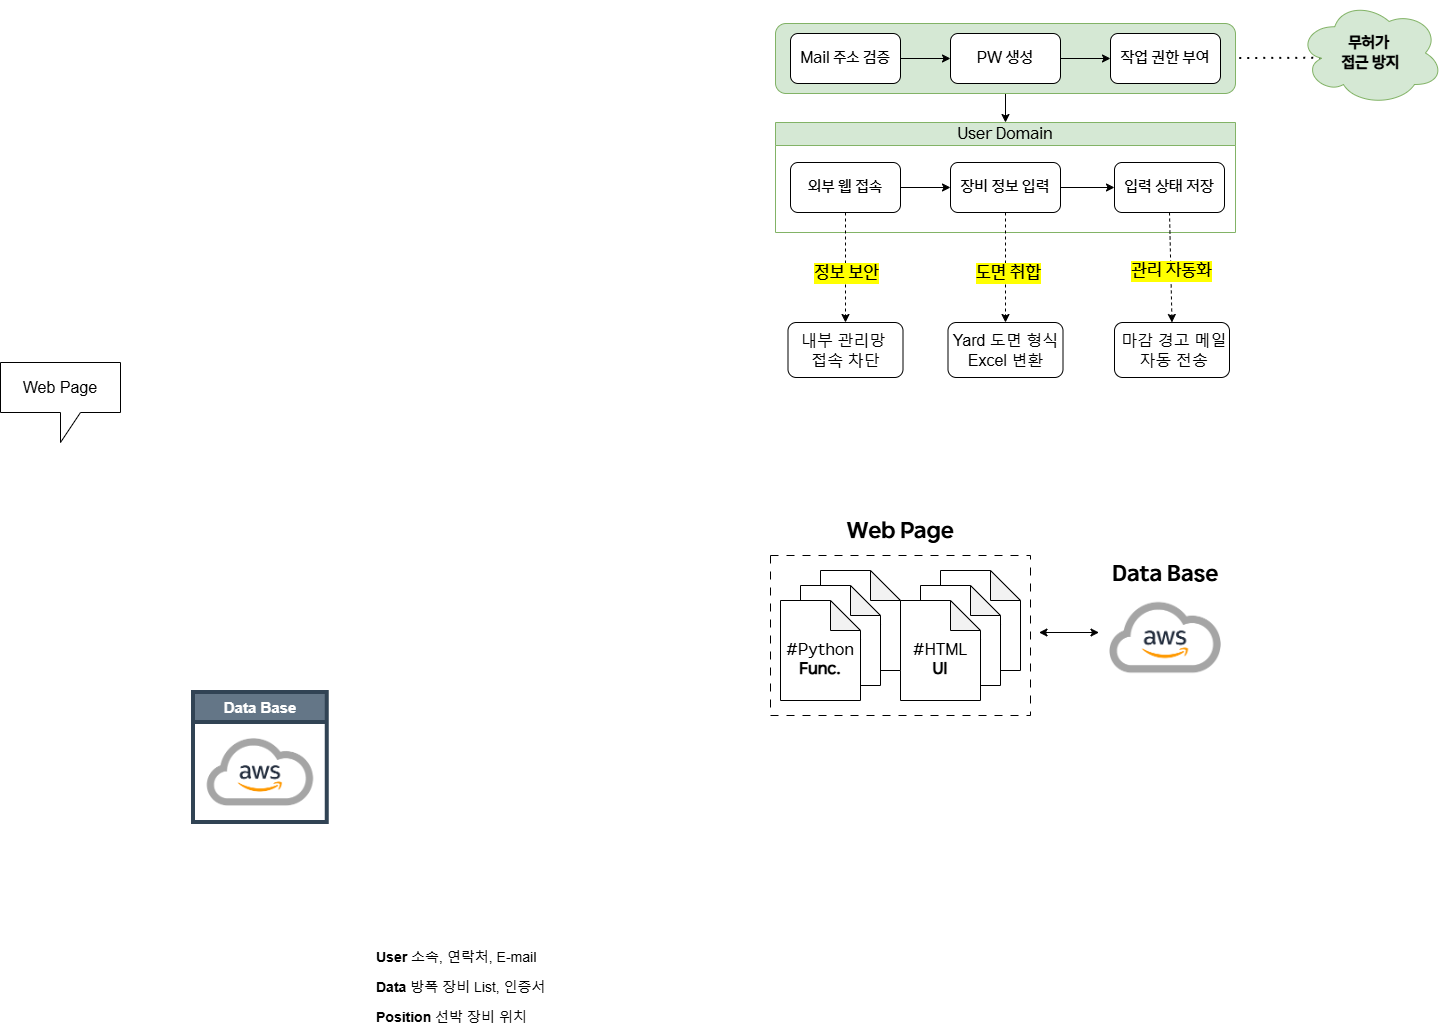 Mail 주소 검증
PW 생성
작업 권한 부여
무허가
접근 방지
User Domain
외부 웹 접속
장비 정보 입력
입력 상태 저장
정보 보안
도면 취합
관리 자동화
내부 관리망
접속 차단
Yard 도면 형식
Excel 변환
마감 경고 메일
자동 전송
Web Page
Web Page
Data Base
#Python
Func.
#HTML
UI
aws
Data Base
aws
User 소속, 연락처, E-mail
Data 방폭 장비 List, 인증서
Position 선박 장비 위치